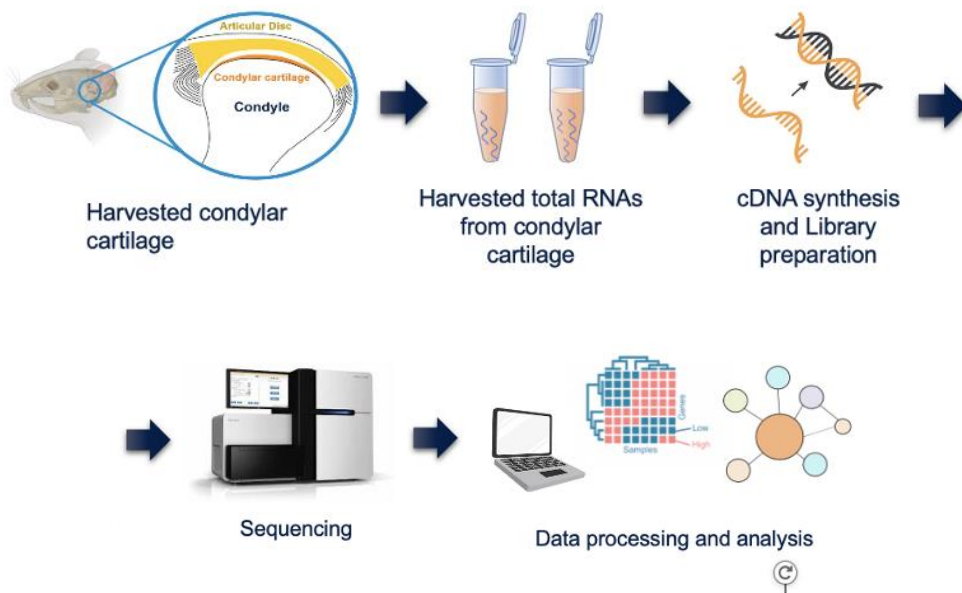 Articular Disc
Condylar cartilage
Condyle
Harvested condylar
cartilage
Harvested total RNAs
from condylar
cartilage
cDNA synthesis
and Library
preparation
Sequencing
Genes
Low
High
Samples
Data processing and analysis